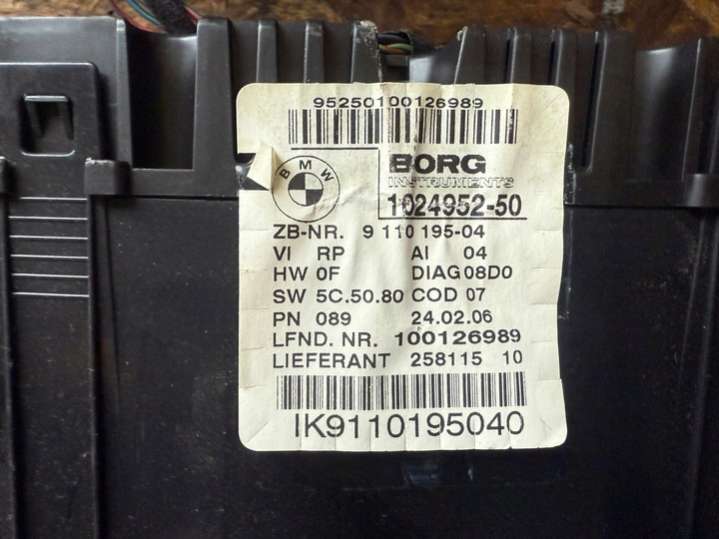 95250100126989
BMW
BORG
INSTRUMENTS
1024952-50
ZB-NR. 9 110 195-04
VI RP AI 04
HW 0F DIAG 08D0
SW 5C.50.80 COD 07
PN 089 24.02.06
LFND. NR. 100126989
LIEFERANT 258115 10
IK9110195040